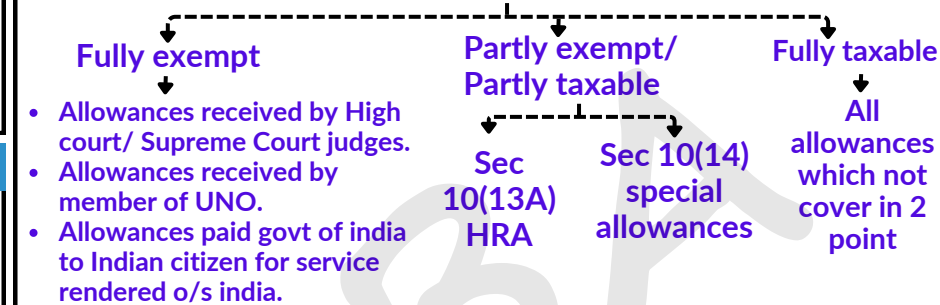 Fully exempt
• Allowances received by High
court/ Supreme Court judges.
• Allowances received by
member of UNO.
• Allowances paid govt of india
to Indian citizen for service
rendered o/s india.
Partly exempt/
Partly taxable
Sec
10(13A)
HRA
Sec 10(14)
special
allowances
Fully taxable
All
allowances
which not
cover in 2
point